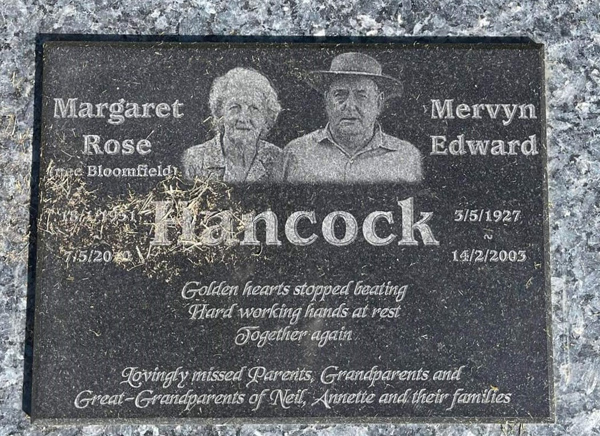 Margaret
Rose
(nee Bloomfield)
Mervyn
Edward
Hancock
3/5/1927
~
14/2/2003
Golden hearts stopped beating
Hard working hands at rest
Together again
Lovingly missed Parents, Grandparents and
Great-Grandparents of Neil, Annette and their families